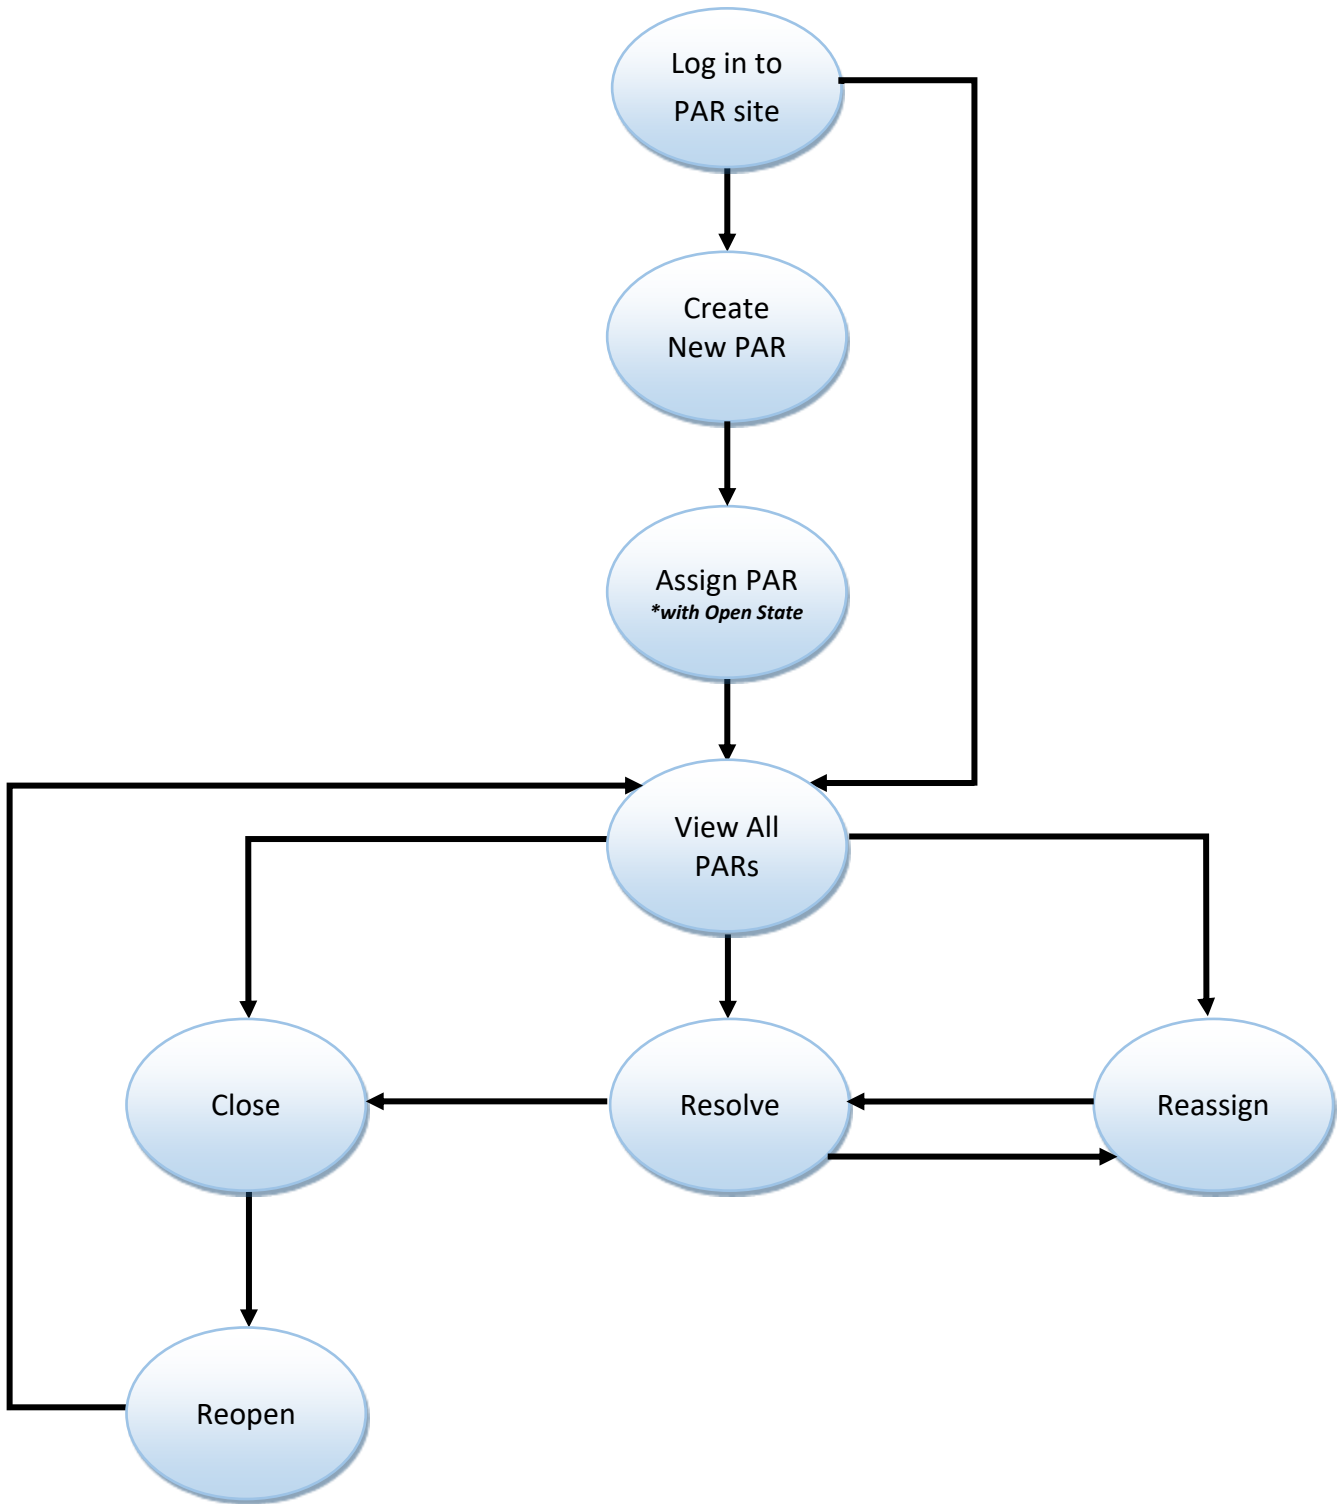 Log in to
PAR site
Create
New PAR
Assign PAR
*with Open State
View All
PARs
Close
Resolve
Reassign
Reopen